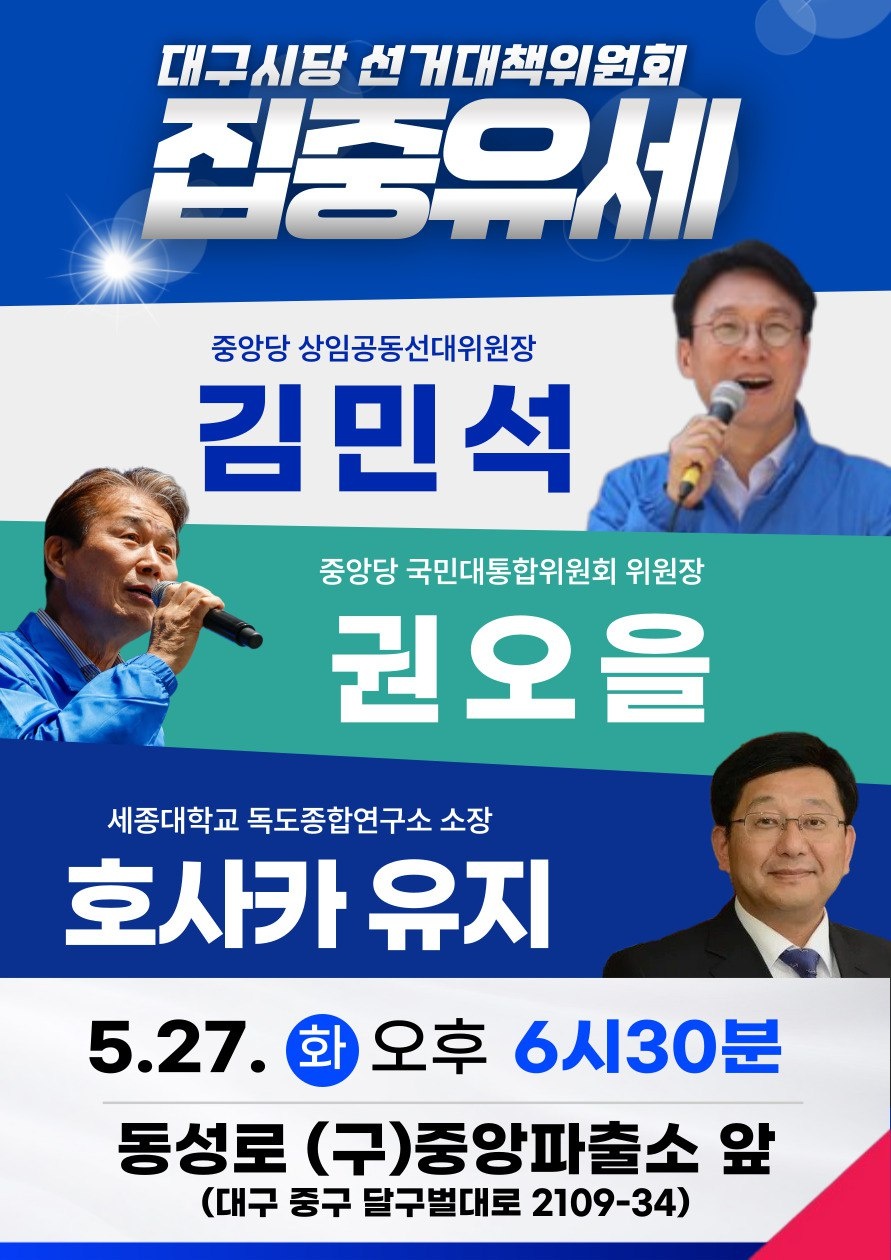 대구시당 선거대책위원회
집중유세
중앙당 상임공동선대위원장
김민석
중앙당 국민대통합위원회 위원장
권오을
세종대학교 독도종합연구소 소장
호사카 유지
5.27. 화 오후 6시30분
동성로 (구)중앙파출소 앞
(대구 중구 달구벌대로 2109-34)